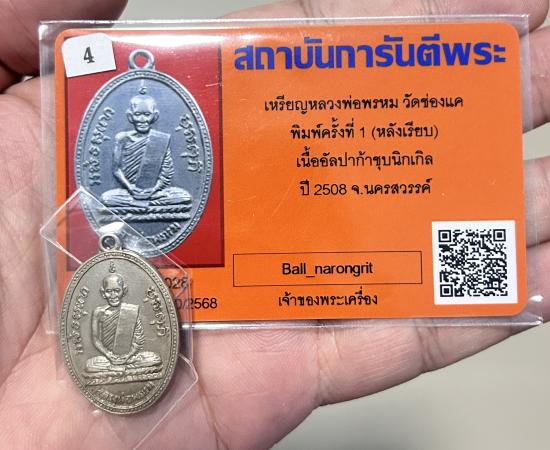 4
สถาบันการันตีพระ
เหรียญหลวงพ่อพรหม วัดช่องแค
พิมพ์ครั้งที่ 1 (หลังเรียบ)
เนื้ออัลปาก้าชุบนิกเกิล
ปี 2508 จ.นครสวรรค์
Ball_narongrit
เจ้าของพระเครื่อง
028
0/2568